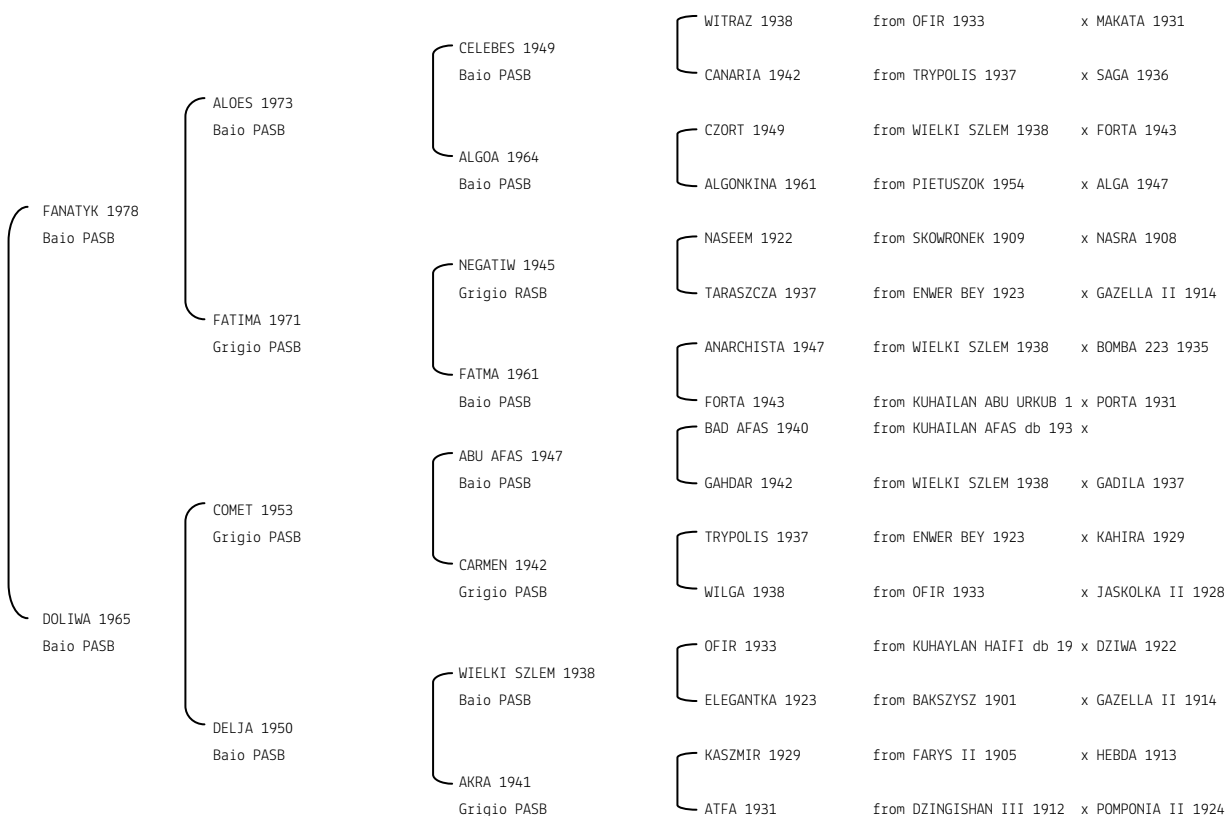 WITRAZ 1938 from OFIR 1933 x MAKATA 1931
CELEBES 1949
Baio PASB CANARIA 1942 from TRYPOLIS 1937 x SAGA 1936
ALOES 1973
Baio PASB CZORT 1949 from WIELKI SZLEM 1938 x FORTA 1943
ALGOA 1964
Baio PASB ALGONKINA 1961 from PIETUSZOK 1954 x ALGA 1947
FANATYK 1978
Baio PASB NASEEM 1922 from SKOWRONEK 1909 x NASRA 1908
NEGATIW 1945
Grigio RASB TARASZCZA 1937 from ENWER BEY 1923 x GAZELLA II 1914
FATIMA 1971
Grigio PASB ANARCHISTA 1947 from WIELKI SZLEM 1938 x BOMBA 223 1935
FATMA 1961
Baio PASB FORTA 1943 from KUHAILAN ABU URKUB 1 x PORTA 1931
BAD AFAS 1940 from KUHAILAN AFAS db 193 x
ABU AFAS 1947
Baio PASB GAHDAR 1942 from WIELKI SZLEM 1938 x GADILA 1937
COMET 1953
Grigio PASB TRYPOLIS 1937 from ENWER BEY 1923 x KAHIRA 1929
CARMEN 1942
Grigio PASB WILGA 1938 from OFIR 1933 x JASKOLKA II 1928
DOLIWA 1965
Baio PASB OFIR 1933 from KUHAYLAN HAIFI db 19 x DZIWA 1922
WIELKI SZLEM 1938
Baio PASB ELEGANTKA 1923 from BAKSZYSZ 1901 x GAZELLA II 1914
DELJA 1950
Baio PASB KASZMIR 1929 from FARYS II 1905 x HEBDA 1913
AKRA 1941
Grigio PASB ATFA 1931 from DZINGISHAN III 1912 x POMPONIA II 1924